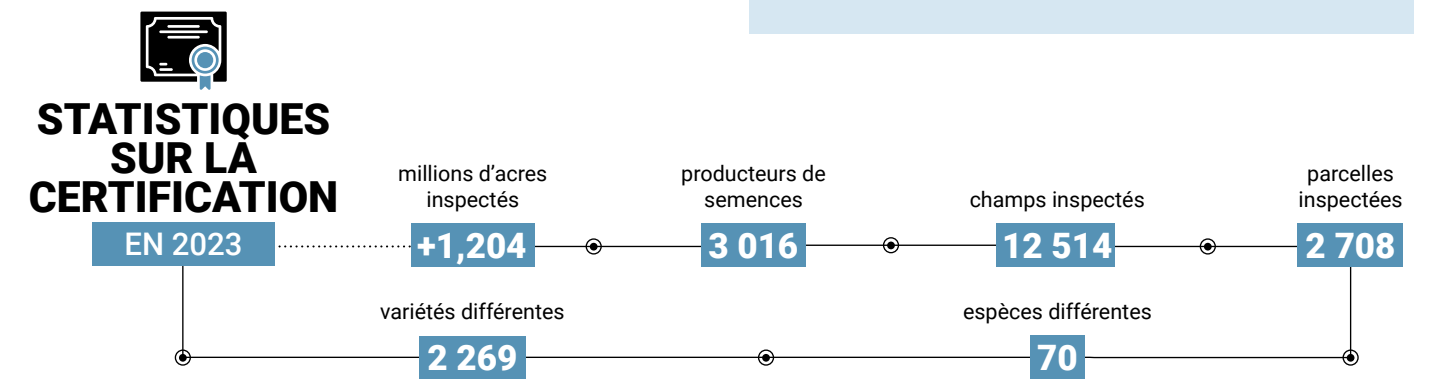 STATISTIQUES
SUR LA
CERTIFICATION
EN 2023
millions d’acres
inspectés
+1,204
producteurs de
semences
3 016
champs inspectés
12 514
parcelles
inspectées
2 708
variétés différentes
2 269
espèces différentes
70